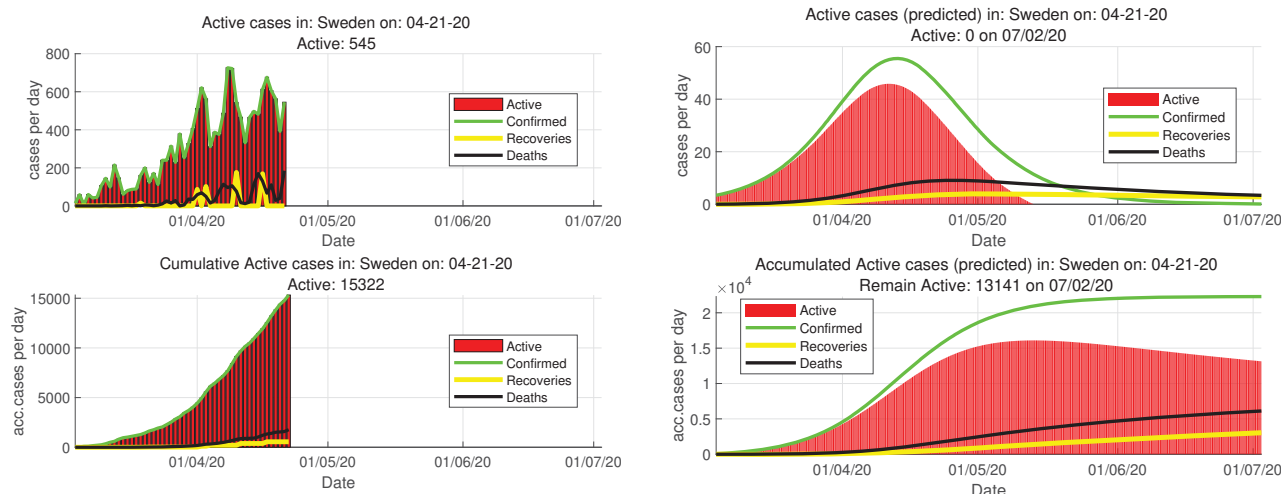 Active cases in: Sweden on: 04-21-20
Active: 545
800
600
400
200
0
cases per day
Active
Confirmed
Recoveries
Deaths
01/04/20 01/05/20 01/06/20 01/07/20
Date
Active cases (predicted) in: Sweden on: 04-21-20
Active: 0 on 07/02/20
60
40
20
0
cases per day
Active
Confirmed
Recoveries
Deaths
01/04/20 01/05/20 01/06/20 01/07/20
Date
Cumulative Active cases in: Sweden on: 04-21-20
Active: 15322
15000
10000
5000
0
acc.cases per day
Active
Confirmed
Recoveries
Deaths
01/04/20 01/05/20 01/06/20 01/07/20
Date
Accumulated Active cases (predicted) in: Sweden on: 04-21-20
Remain Active: 13141 on 07/02/20
×10⁴
2
1.5
1
0.5
0
acc.cases per day
Active
Confirmed
Recoveries
Deaths
01/04/20 01/05/20 01/06/20 01/07/20
Date